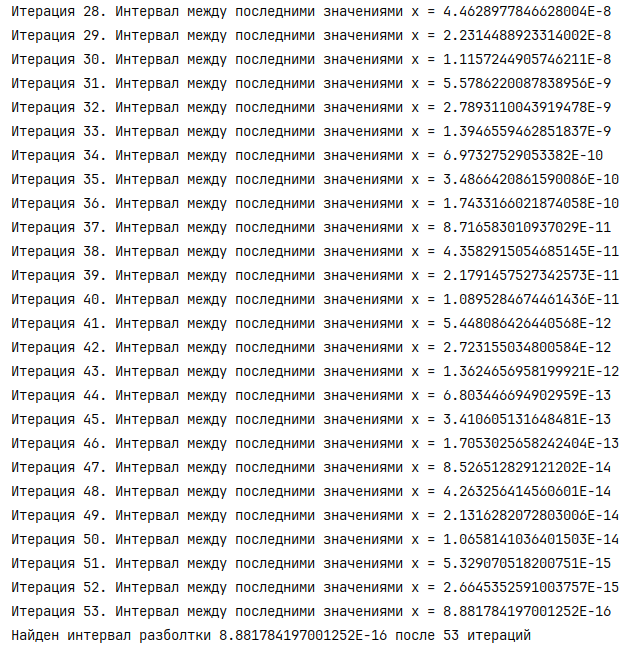 Итерация 28. Интервал между последними значениями x = 4.4628977846628004E-8
Итерация 29. Интервал между последними значениями x = 2.2314488923314002E-8
Итерация 30. Интервал между последними значениями x = 1.1157244905746211E-8
Итерация 31. Интервал между последними значениями x = 5.5786220087838956E-9
Итерация 32. Интервал между последними значениями x = 2.7893110043919478E-9
Итерация 33. Интервал между последними значениями x = 1.3946559462851837E-9
Итерация 34. Интервал между последними значениями x = 6.97327529053382E-10
Итерация 35. Интервал между последними значениями x = 3.4866420861590086E-10
Итерация 36. Интервал между последними значениями x = 1.7433166021874058E-10
Итерация 37. Интервал между последними значениями x = 8.716583010937029E-11
Итерация 38. Интервал между последними значениями x = 4.3582915054685145E-11
Итерация 39. Интервал между последними значениями x = 2.1791457527342573E-11
Итерация 40. Интервал между последними значениями x = 1.0895284674461436E-11
Итерация 41. Интервал между последними значениями x = 5.448086426440568E-12
Итерация 42. Интервал между последними значениями x = 2.723155034800584E-12
Итерация 43. Интервал между последними значениями x = 1.3624656958199921E-12
Итерация 44. Интервал между последними значениями x = 6.803446694902959E-13
Итерация 45. Интервал между последними значениями x = 3.410605131648481E-13
Итерация 46. Интервал между последними значениями x = 1.7053025658242404E-13
Итерация 47. Интервал между последними значениями x = 8.526512829121202E-14
Итерация 48. Интервал между последними значениями x = 4.263256414560601E-14
Итерация 49. Интервал между последними значениями x = 2.1316282072803006E-14
Итерация 50. Интервал между последними значениями x = 1.0658141036401503E-14
Итерация 51. Интервал между последними значениями x = 5.329070518200751E-15
Итерация 52. Интервал между последними значениями x = 2.6645352591003757E-15
Итерация 53. Интервал между последними значениями x = 8.881784197001252E-16
Найден интервал разболтки 8.881784197001252E-16 после 53 итераций